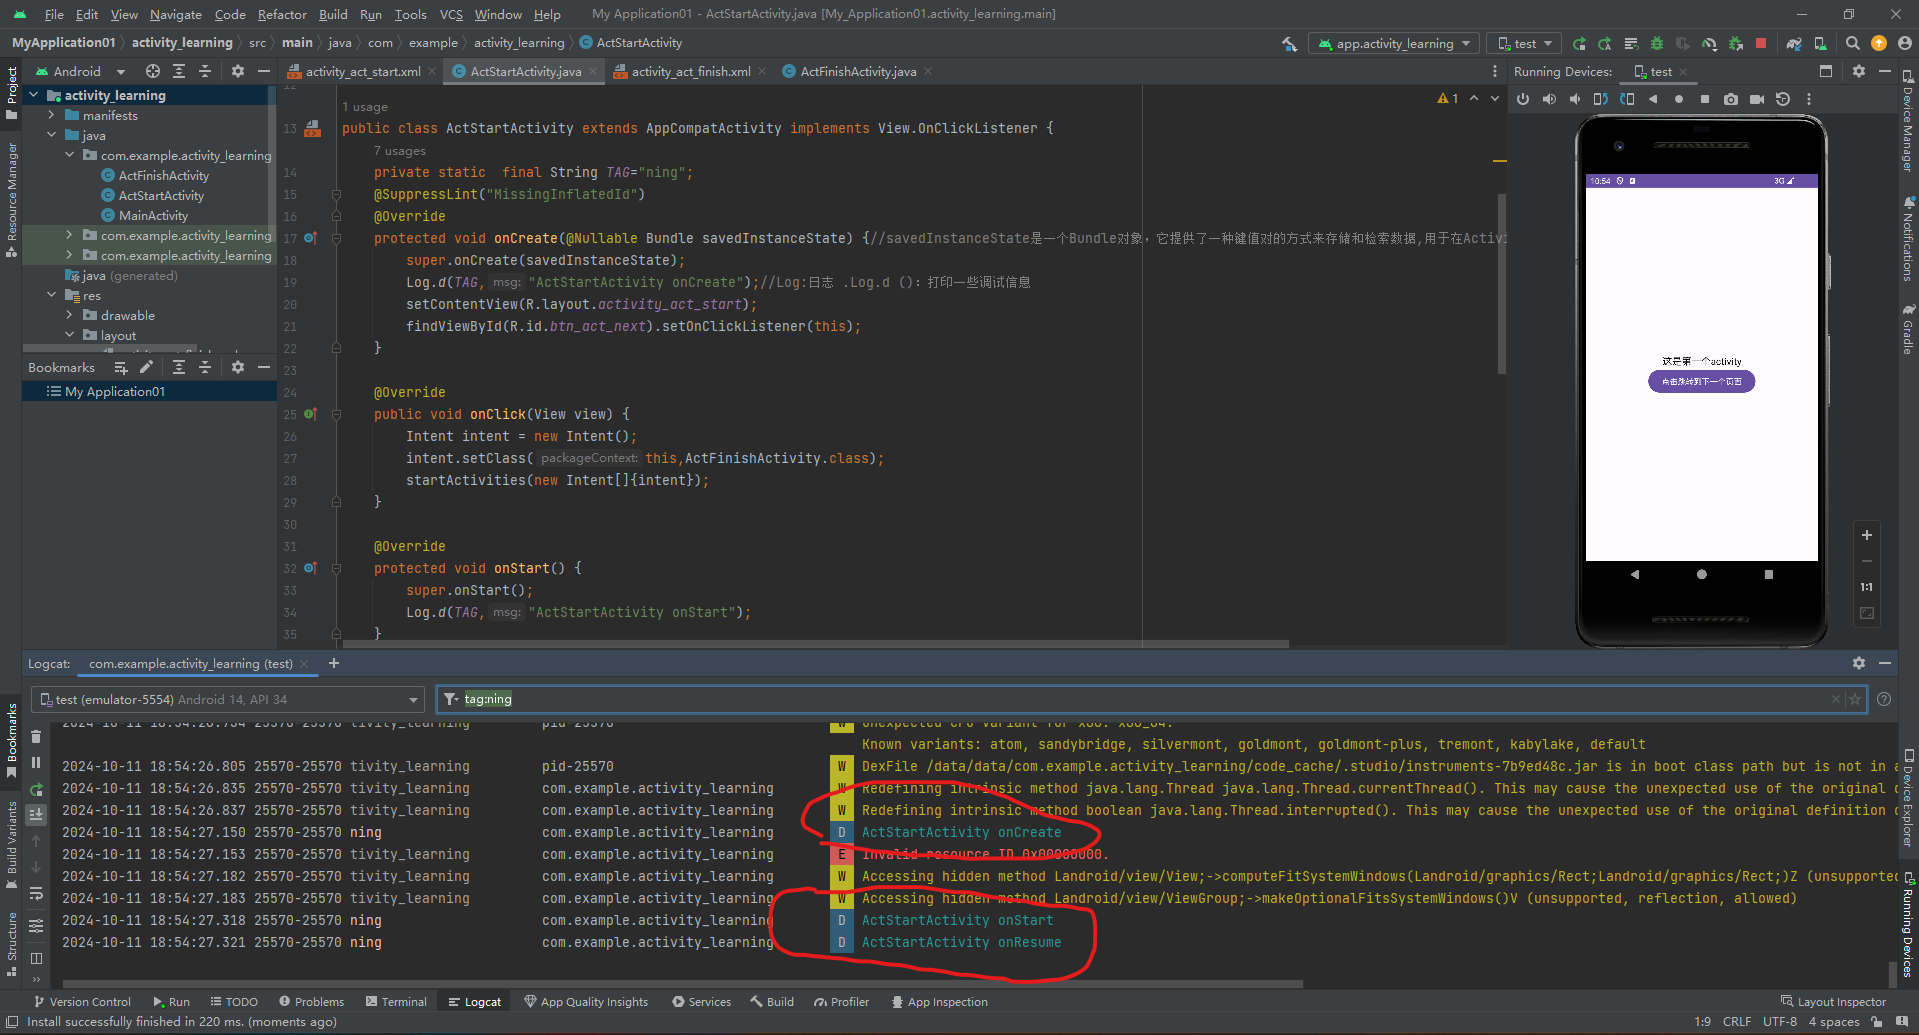 File Edit View Navigate Code Refactor Build Run Tools VCS Window Help My Application01 - ActStartActivity.java [My_Application01.activity_learning.main]
MyApplication01 activity_learning src main java com example activity_learning ActStartActivity app.activity_learning test
Android activity_act_start.xml ActStartActivity.java activity_act_finish.xml ActFinishActivity.java Running Devices: test
Project
Resource Manager
activity_learning
manifests
java
com.example.activity_learning
ActFinishActivity
ActStartActivity
MainActivity
com.example.activity_learning
com.example.activity_learning
java (generated)
res
drawable
layout
Bookmarks
My Application01
12
1 usage
1
13 public class ActStartActivity extends AppCompatActivity implements View.OnClickListener {
7 usages
14 private static final String TAG="ning";
15 @SuppressLint("MissingInflatedId")
16 @Override
17 protected void onCreate(@Nullable Bundle savedInstanceState) {//savedInstanceState是一个Bundle对象，它提供了一种键值对的方式来存储和检索数据,用于在Activi
18 super.onCreate(savedInstanceState);
19 Log.d(TAG, msg: "ActStartActivity onCreate");//Log:日志 .Log.d ()：打印一些调试信息
20 setContentView(R.layout.activity_act_start);
21 findViewById(R.id.btn_act_next).setOnClickListener(this);
22 }
23
24 @Override
25 public void onClick(View view) {
26 Intent intent = new Intent();
27 intent.setClass( packageContext: this,ActFinishActivity.class);
28 startActivities(new Intent[]{intent});
29 }
30
31 @Override
32 protected void onStart() {
33 super.onStart();
34 Log.d(TAG, msg: "ActStartActivity onStart");
35 }
10:54 3G
这是第一个activity
点击跳转到下一个页面
1:1
Device Manager
Notifications
Gradle
Device Explorer
Running Devices
Logcat: com.example.activity_learning (test)
test (emulator-5554) Android 14, API 34 tag:ning
Bookmarks
Build Variants
Structure
2024-10-11 18:54:26.734 25570-25570 tivity_learning pid-25570 W Unexpected CPU variant for x86: x86_64.
Known variants: atom, sandybridge, silvermont, goldmont, goldmont-plus, tremont, kabylake, default
2024-10-11 18:54:26.805 25570-25570 tivity_learning pid-25570 W DexFile /data/data/com.example.activity_learning/code_cache/.studio/instruments-7b9ed48c.jar is in boot class path but is not in a
2024-10-11 18:54:26.835 25570-25570 tivity_learning com.example.activity_learning W Redefining intrinsic method java.lang.Thread java.lang.Thread.currentThread(). This may cause the unexpected use of the original d
2024-10-11 18:54:26.837 25570-25570 tivity_learning com.example.activity_learning W Redefining intrinsic method boolean java.lang.Thread.interrupted(). This may cause the unexpected use of the original definition o
2024-10-11 18:54:27.150 25570-25570 ning com.example.activity_learning D ActStartActivity onCreate
2024-10-11 18:54:27.153 25570-25570 tivity_learning com.example.activity_learning E Invalid resource ID 0x00000000.
2024-10-11 18:54:27.182 25570-25570 tivity_learning com.example.activity_learning W Accessing hidden method Landroid/view/View;->computeFitSystemWindows(Landroid/graphics/Rect;Landroid/graphics/Rect;)Z (unsupported
2024-10-11 18:54:27.183 25570-25570 tivity_learning com.example.activity_learning W Accessing hidden method Landroid/view/ViewGroup;->makeOptionalFitsSystemWindows()V (unsupported, reflection, allowed)
2024-10-11 18:54:27.318 25570-25570 ning com.example.activity_learning D ActStartActivity onStart
2024-10-11 18:54:27.321 25570-25570 ning com.example.activity_learning D ActStartActivity onResume
Version Control Run TODO Problems Terminal Logcat App Quality Insights Services Build Profiler App Inspection Layout Inspector
Install successfully finished in 220 ms. (moments ago) 1:9 CRLF UTF-8 4 spaces